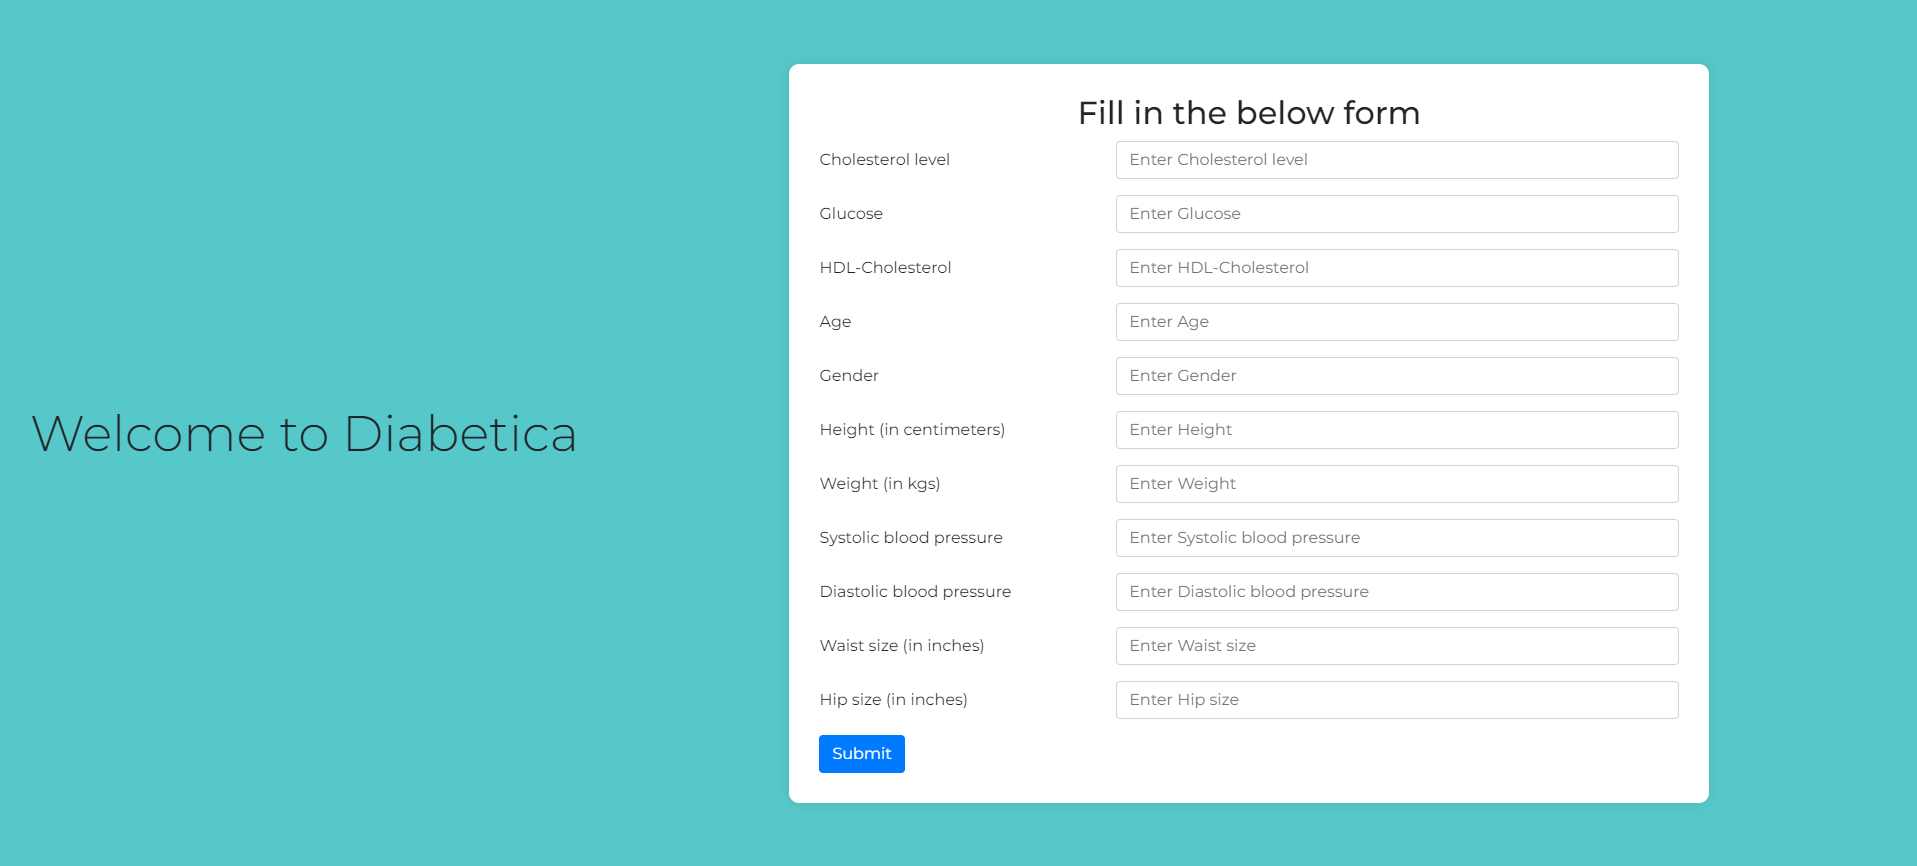 Welcome to Diabetica
Fill in the below form
Cholesterol level Enter Cholesterol level
Glucose Enter Glucose
HDL-Cholesterol Enter HDL-Cholesterol
Age Enter Age
Gender Enter Gender
Height (in centimeters) Enter Height
Weight (in kgs) Enter Weight
Systolic blood pressure Enter Systolic blood pressure
Diastolic blood pressure Enter Diastolic blood pressure
Waist size (in inches) Enter Waist size
Hip size (in inches) Enter Hip size
Submit